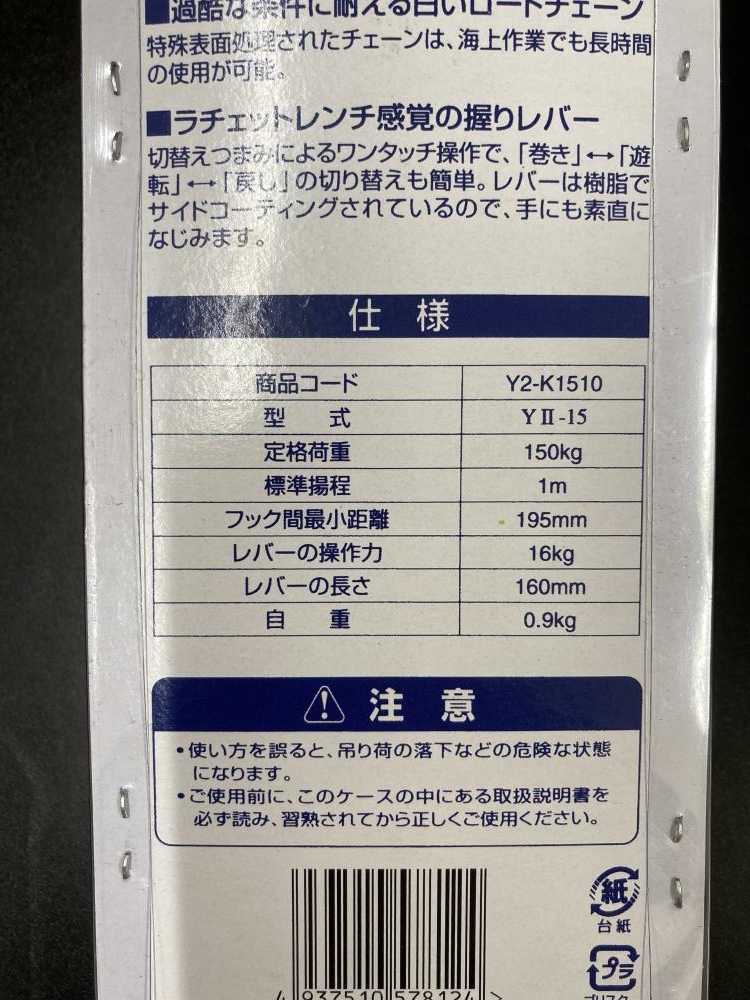 ■過酷な条件に耐える白いロードチェーン
特殊表面処理されたチェーンは、海上作業でも長時間
の使用が可能。
■ラチェットレンチ感覚の握りレバー
切替えつまみによるワンタッチ操作で、「巻き」↔「遊
転」↔「戻し」の切り替えも簡単。レバーは樹脂で
サイドコーティングされているので、手にも素直に
なじみます。
仕 様
商品コード Y2-K1510
型 式 YⅡ-15
定格荷重 150kg
標準揚程 1m
フック間最小距離 195mm
レバーの操作力 16kg
レバーの長さ 160mm
自 重 0.9kg
注 意
・使い方を誤ると、吊り荷の落下などの危険な状態
になります。
・ご使用前に、このケースの中にある取扱説明書を
必ず読み、習熟されてから正しくご使用ください。
紙
台紙
プラ
4 937510 578124 >